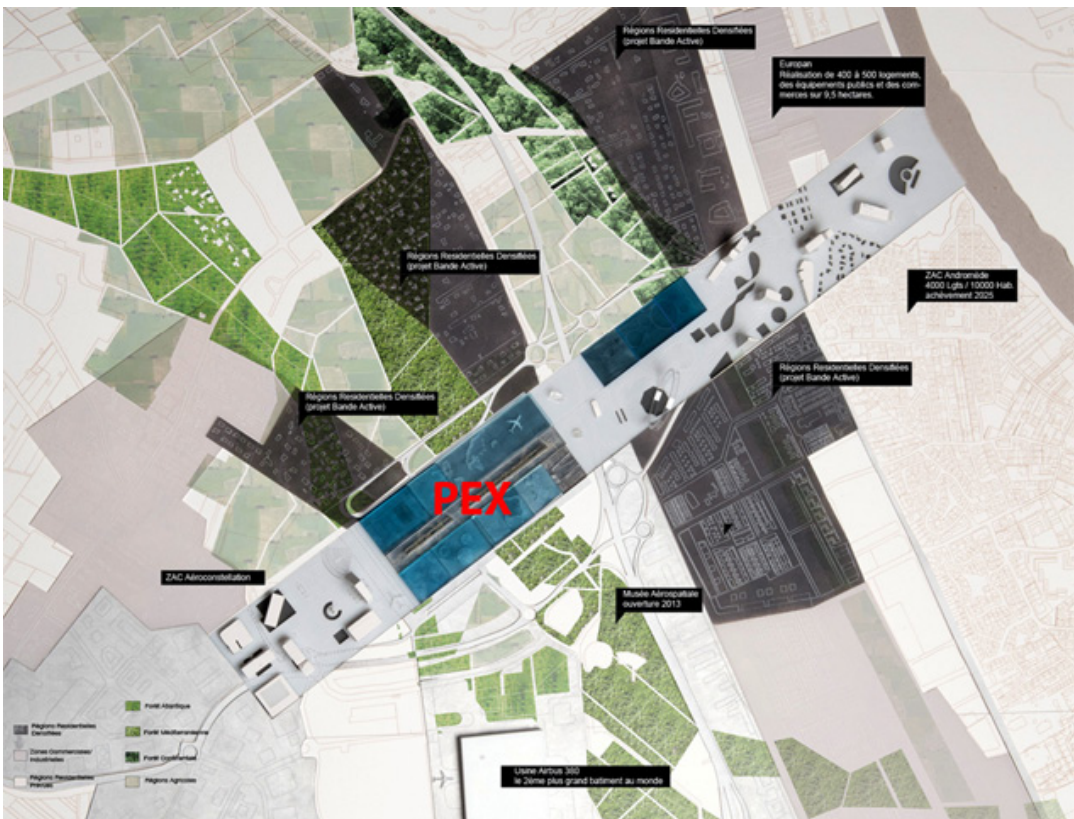 Régions Residentielles Densifiées
(projet Bande Active)
Europan
Réalisation de 400 à 500 logements,
des équipements publics et des com-
merces sur 9,5 hectares.
Régions Residentielles Densifiées
(projet Bande Active)
ZAC Andromède
4000 Lgts / 10000 Hab.
achèvement 2025
Régions Residentielles Densifiées
(projet Bande Active)
Régions Residentielles Densifiées
(projet Bande Active)
PEX
ZAC Aéroconstellation
Musée Aérospatiale
ouverture 2013
Usine Airbus 380
le 2ème plus grand batiment au monde
Régions Residentielles
Densifiées
Zones Commerciales/
Industrielles
Régions Residentielles
Prévues
Forêt Atlantique
Forêt Méditerranéenne
Forêt Continentale
Régions Agricoles